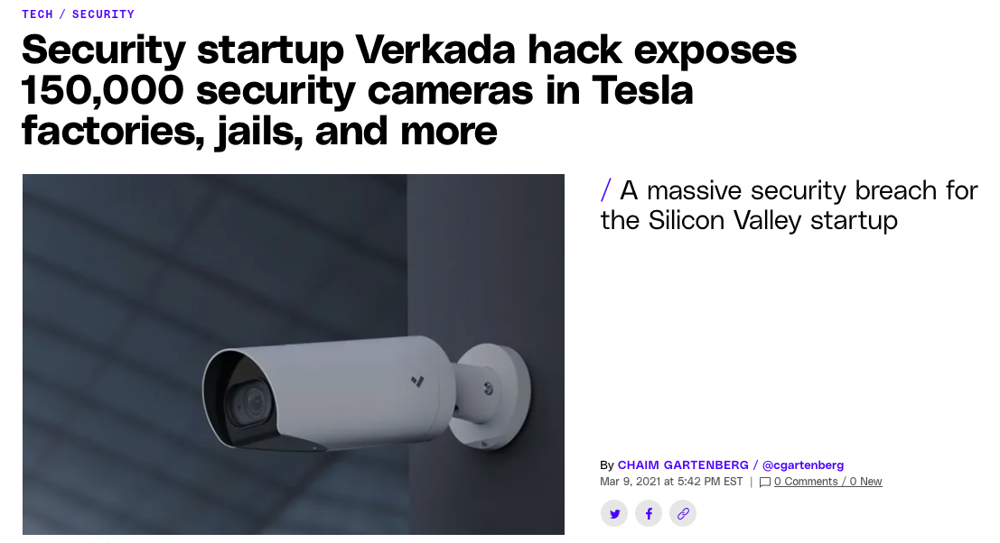 TECH / SECURITY
Security startup Verkada hack exposes
150,000 security cameras in Tesla
factories, jails, and more
/ A massive security breach for
the Silicon Valley startup
By CHAIM GARTENBERG / @cgartenberg
Mar 9, 2021 at 5:42 PM EST | 0 Comments / 0 New